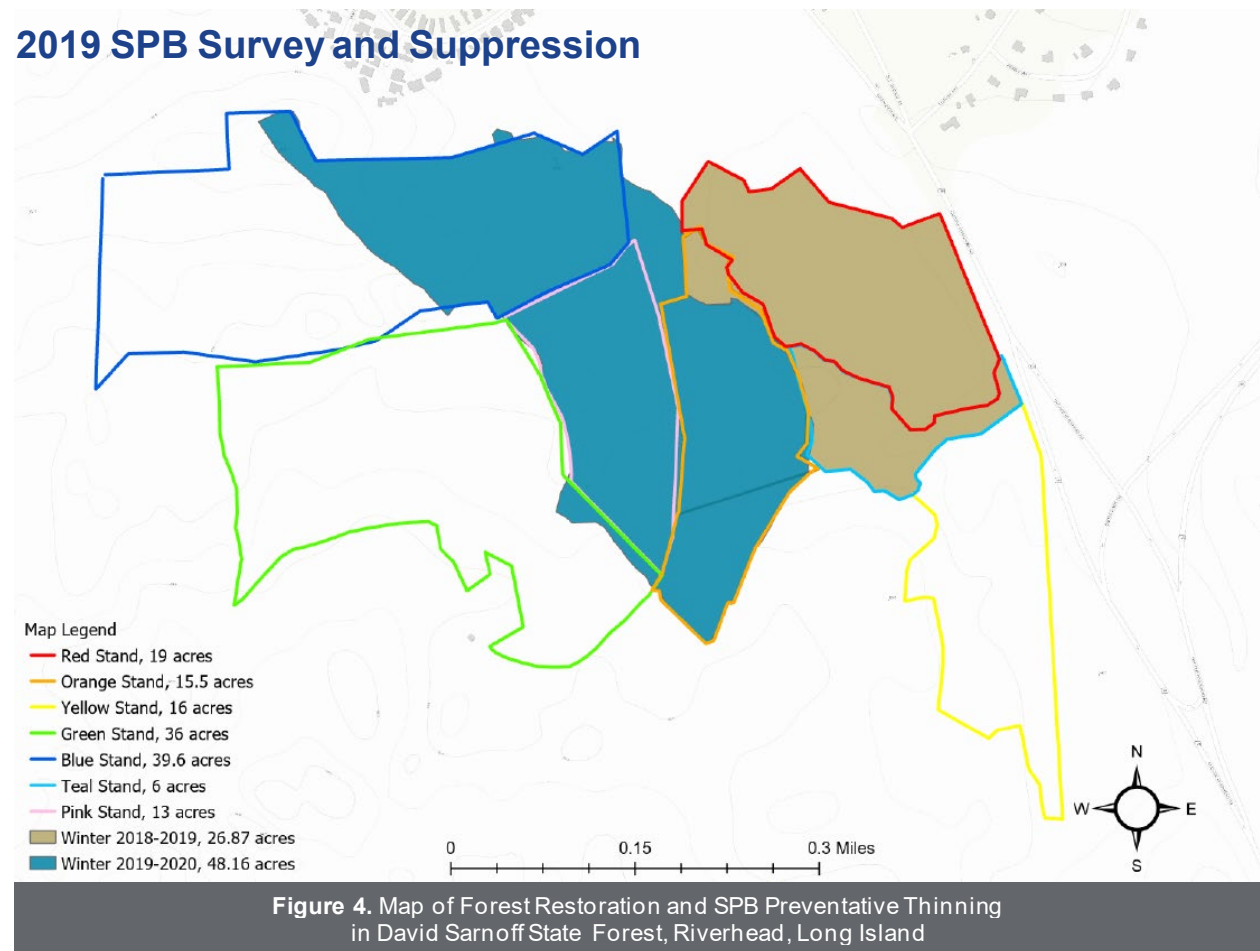 2019 SPB Survey and Suppression
Map Legend
Red Stand, 19 acres
Orange Stand, 15.5 acres
Yellow Stand, 16 acres
Green Stand, 36 acres
Blue Stand, 39.6 acres
Teal Stand, 6 acres
Pink Stand, 13 acres
Winter 2018-2019, 26.87 acres
Winter 2019-2020, 48.16 acres
0 0.15 0.3 Miles
N
W E
S
Figure 4. Map of Forest Restoration and SPB Preventative Thinning
in David Sarnoff State Forest, Riverhead, Long Island